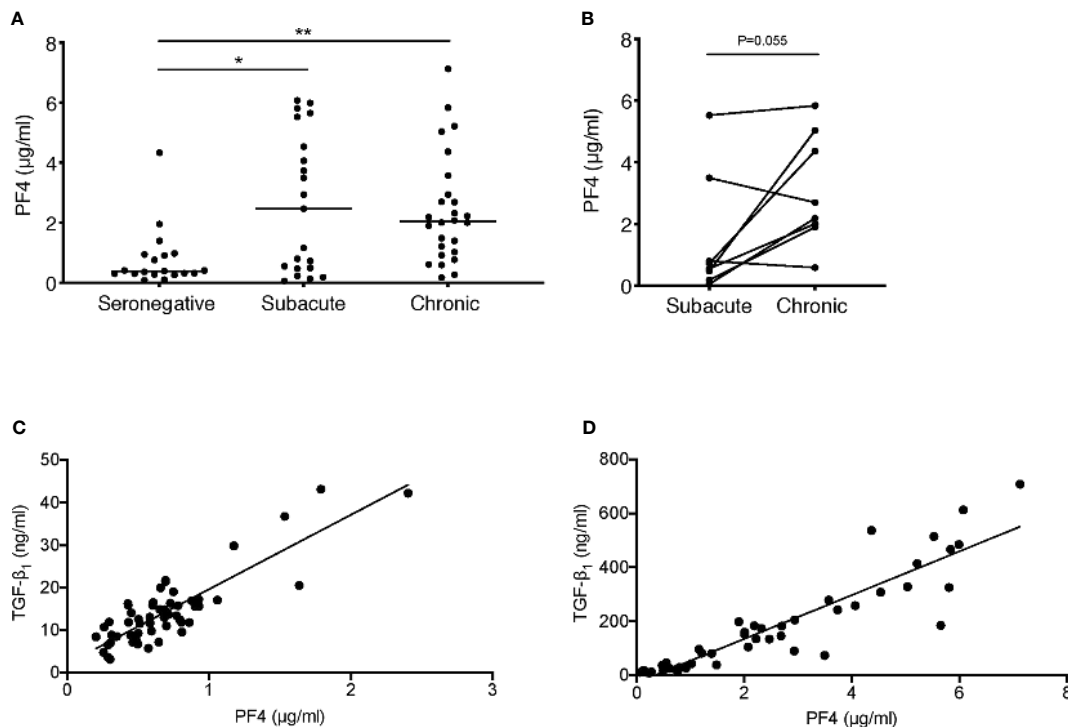 A
**
*
8
6
4
2
0
PF4 (µg/ml)
Seronegative
Subacute
Chronic
B
P=0.055
8
6
4
2
0
PF4 (µg/ml)
Subacute
Chronic
C
50
40
30
20
10
0
TGF-β₁ (ng/ml)
0
1
2
3
PF4 (µg/ml)
D
800
600
400
200
0
TGF-β₁ (ng/ml)
0
2
4
6
8
PF4 (µg/ml)